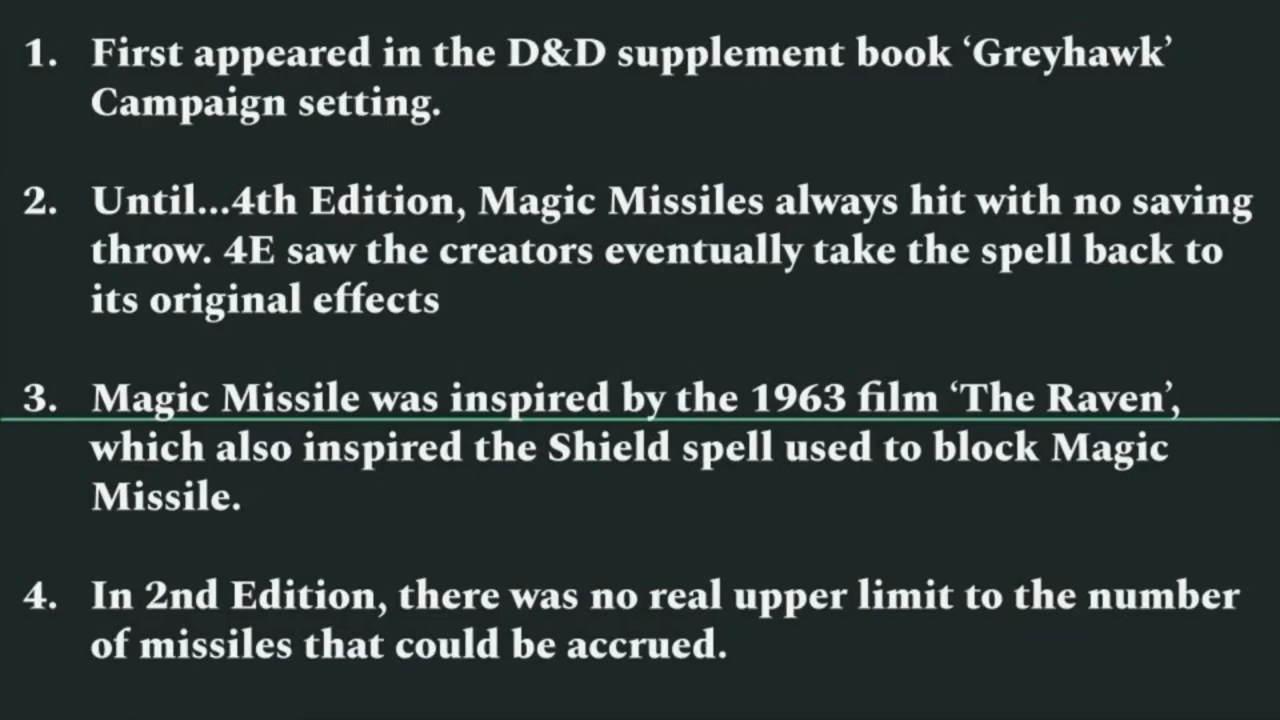 1. First appeared in the D&D supplement book ‘Greyhawk’
Campaign setting.
2. Until...4th Edition, Magic Missiles always hit with no saving
throw. 4E saw the creators eventually take the spell back to
its original effects
3. Magic Missile was inspired by the 1963 film ‘The Raven’,
which also inspired the Shield spell used to block Magic
Missile.
4. In 2nd Edition, there was no real upper limit to the number
of missiles that could be accrued.